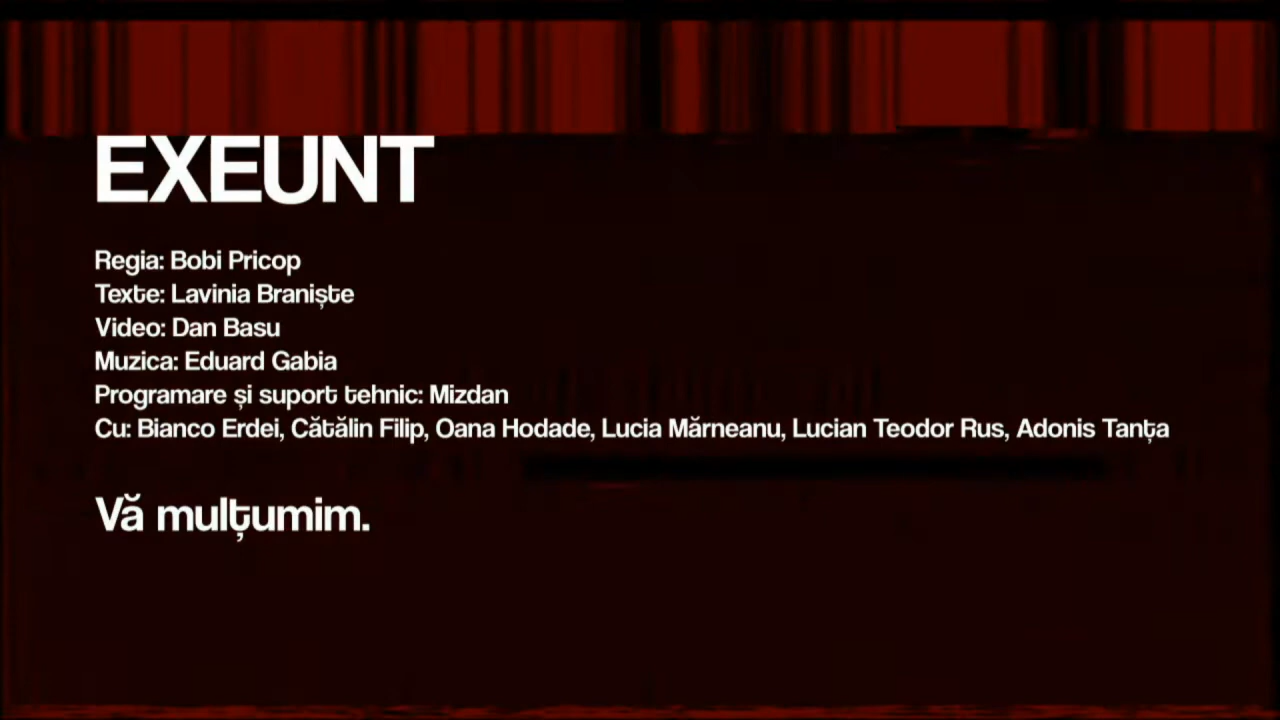 EXEUNT
Regia: Bobi Pricop
Texte: Lavinia Braniște
Video: Dan Basu
Muzica: Eduard Gabia
Programare și suport tehnic: Mizdan
Cu: Bianco Erdei, Cătălin Filip, Oana Hodade, Lucia Mărneanu, Lucian Teodor Rus, Adonis Tanța
Vă mulțumim.